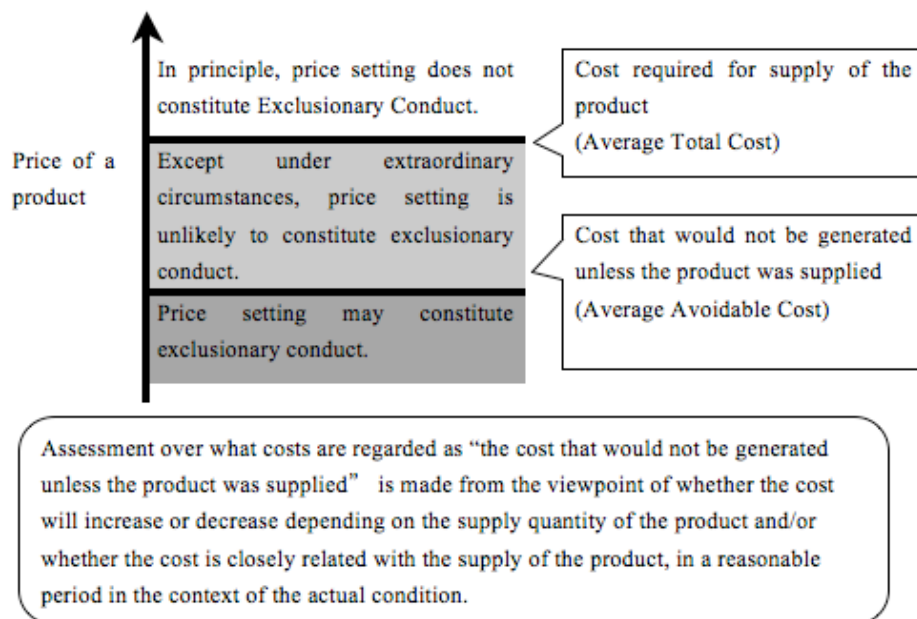 In principle, price setting does not
constitute Exclusionary Conduct.
Cost required for supply of the
product
(Average Total Cost)
Price of a
product
Except under extraordinary
circumstances, price setting is
unlikely to constitute exclusionary
conduct.
Cost that would not be generated
unless the product was supplied
(Average Avoidable Cost)
Price setting may constitute
exclusionary conduct.
Assessment over what costs are regarded as “the cost that would not be generated
unless the product was supplied” is made from the viewpoint of whether the cost
will increase or decrease depending on the supply quantity of the product and/or
whether the cost is closely related with the supply of the product, in a reasonable
period in the context of the actual condition.